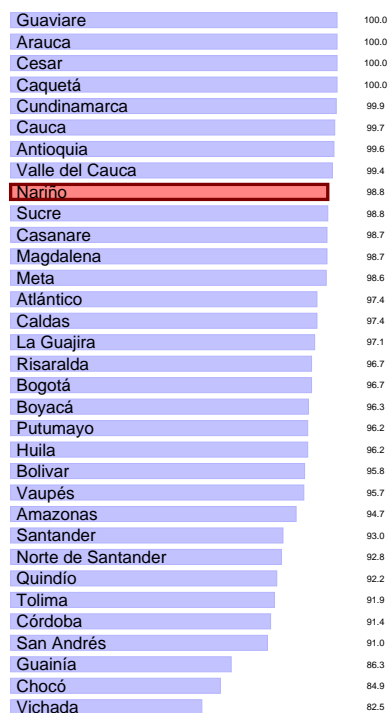 Guaviare 100.0
Arauca 100.0
Cesar 100.0
Caquetá 100.0
Cundinamarca 99.9
Cauca 99.7
Antioquia 99.6
Valle del Cauca 99.4
Nariño 98.8
Sucre 98.8
Casanare 98.7
Magdalena 98.7
Meta 98.6
Atlántico 97.4
Caldas 97.4
La Guajira 97.1
Risaralda 96.7
Bogotá 96.7
Boyacá 96.3
Putumayo 96.2
Huila 96.2
Bolivar 95.8
Vaupés 95.7
Amazonas 94.7
Santander 93.0
Norte de Santander 92.8
Quindío 92.2
Tolima 91.9
Córdoba 91.4
San Andrés 91.0
Guainía 86.3
Chocó 84.9
Vichada 82.5